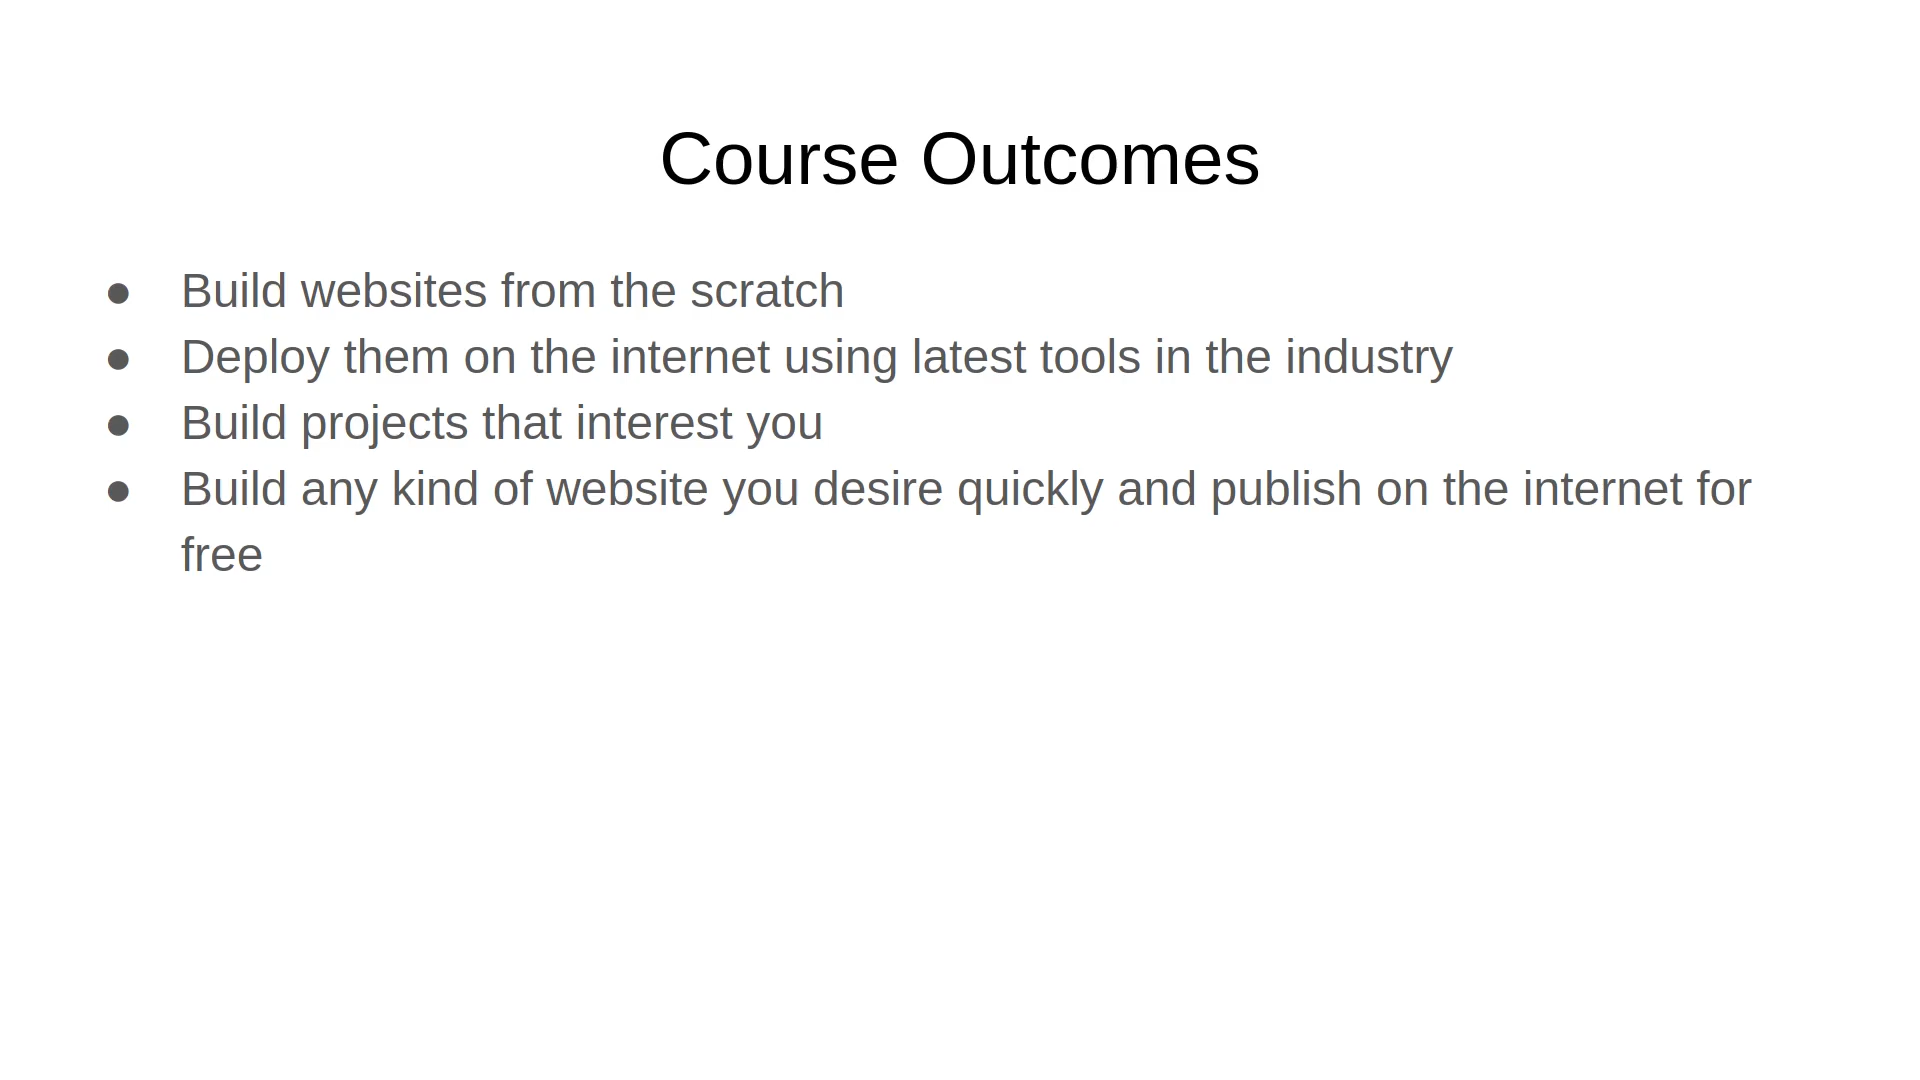 Course Outcomes
● Build websites from the scratch
● Deploy them on the internet using latest tools in the industry
● Build projects that interest you
● Build any kind of website you desire quickly and publish on the internet for
free